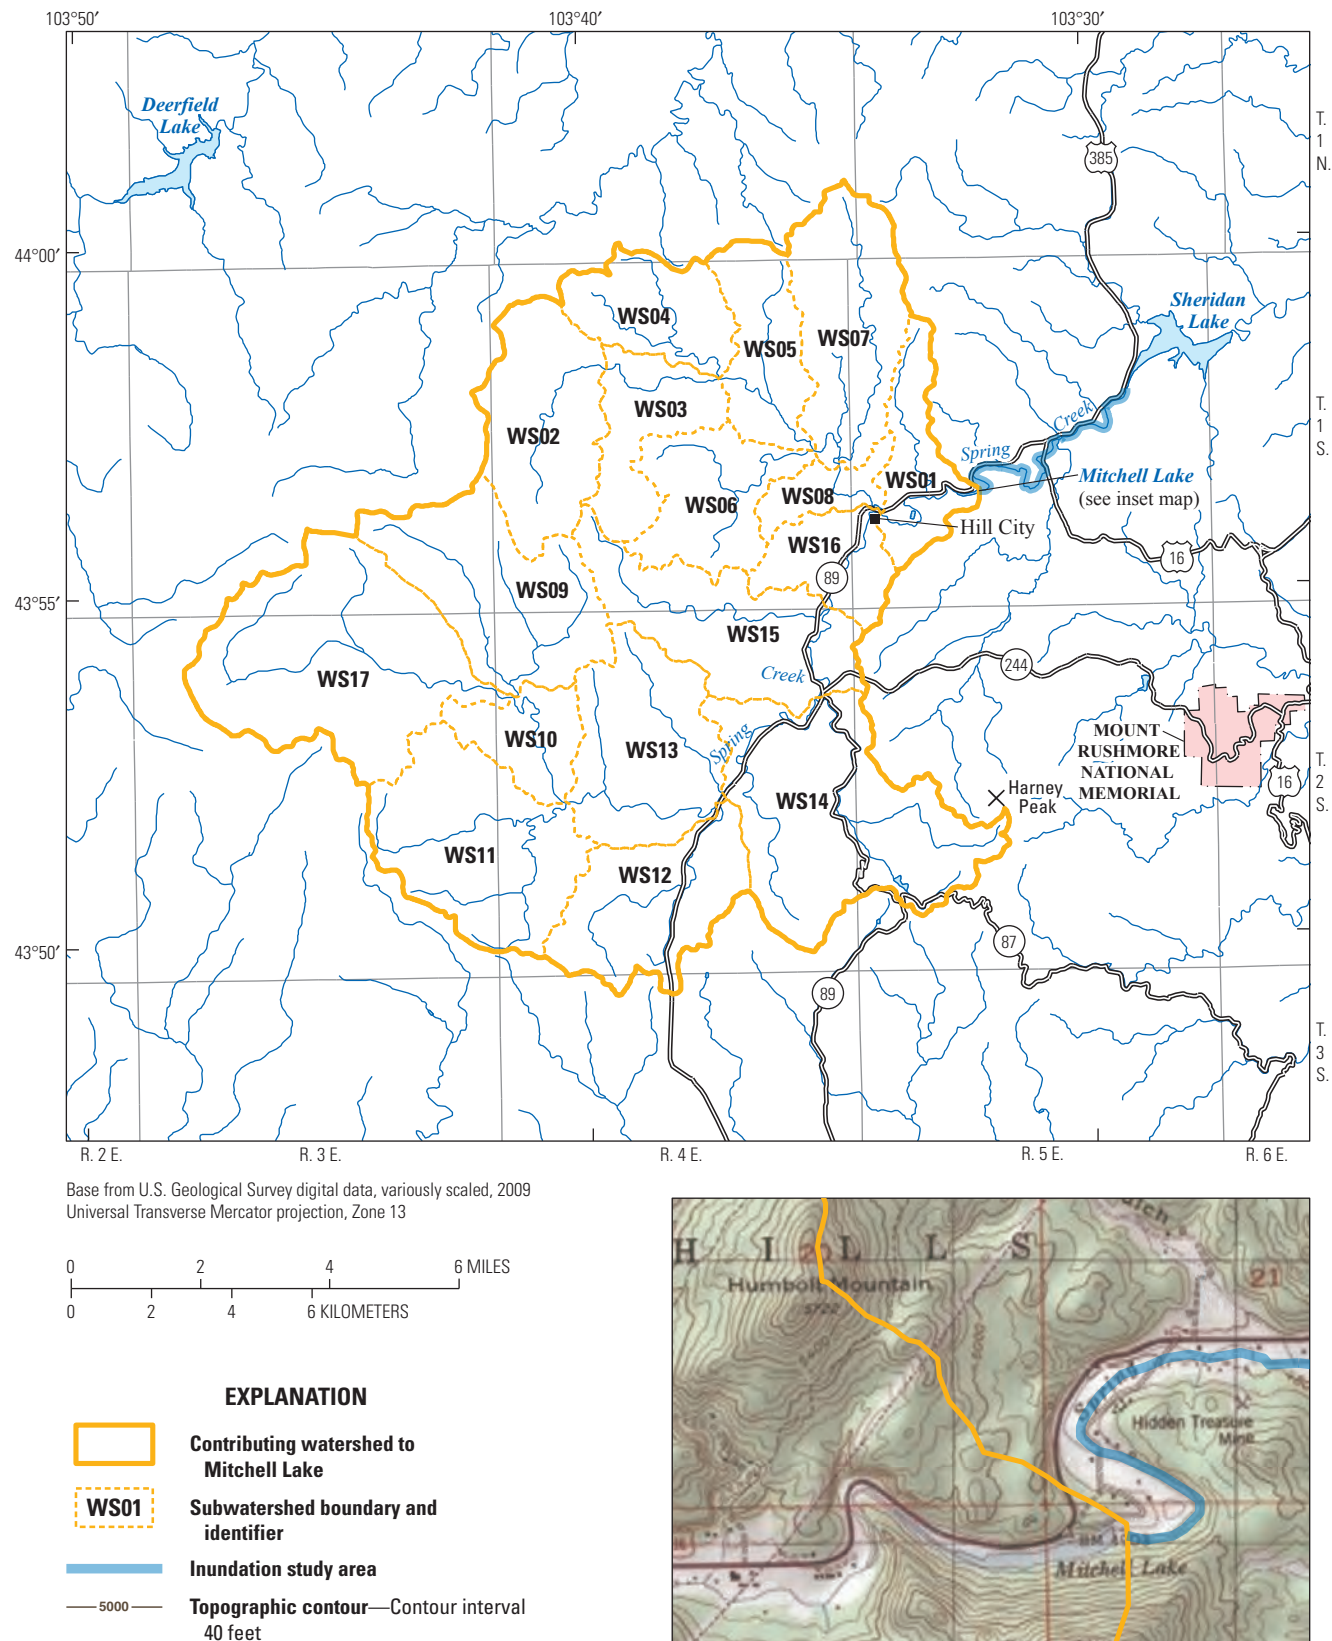 103°50′
103°40′
103°30′
Deerfield
Lake
385
T.
1
N.
44°00′
WS04
WS05
WS07
Sheridan
Lake
WS03
WS02
Creek
T.
1
S.
Spring
WS01
Mitchell Lake
(see inset map)
WS08
WS06
Hill City
WS16
16
89
43°55′
WS09
WS15
244
Creek
WS17
WS10
WS13
Spring
MOUNT
RUSHMORE
NATIONAL
MEMORIAL
T.
2
S.
16
Harney
Peak
WS14
WS11
WS12
87
43°50′
89
T.
3
S.
R. 2 E.
R. 3 E.
R. 4 E.
R. 5 E.
R. 6 E.
Base from U.S. Geological Survey digital data, variously scaled, 2009
Universal Transverse Mercator projection, Zone 13
0 2 4 6 MILES
0 2 4 6 KILOMETERS
EXPLANATION
Contributing watershed to
Mitchell Lake
WS01
Subwatershed boundary and
identifier
Inundation study area
5000
Topographic contour—Contour interval
40 feet
H I L L S
20
21
Humbolt Mountain
Spring
Hidden Treasure
Mine
Mitchell Lake